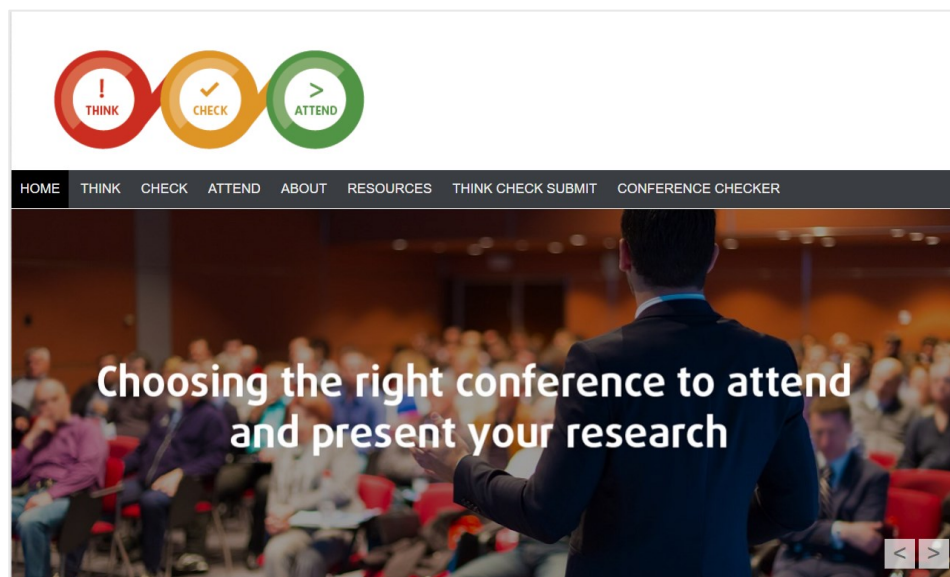 ! ✓ >
THINK CHECK ATTEND
HOME THINK CHECK ATTEND ABOUT RESOURCES THINK CHECK SUBMIT CONFERENCE CHECKER
Choosing the right conference to attend
and present your research
< >